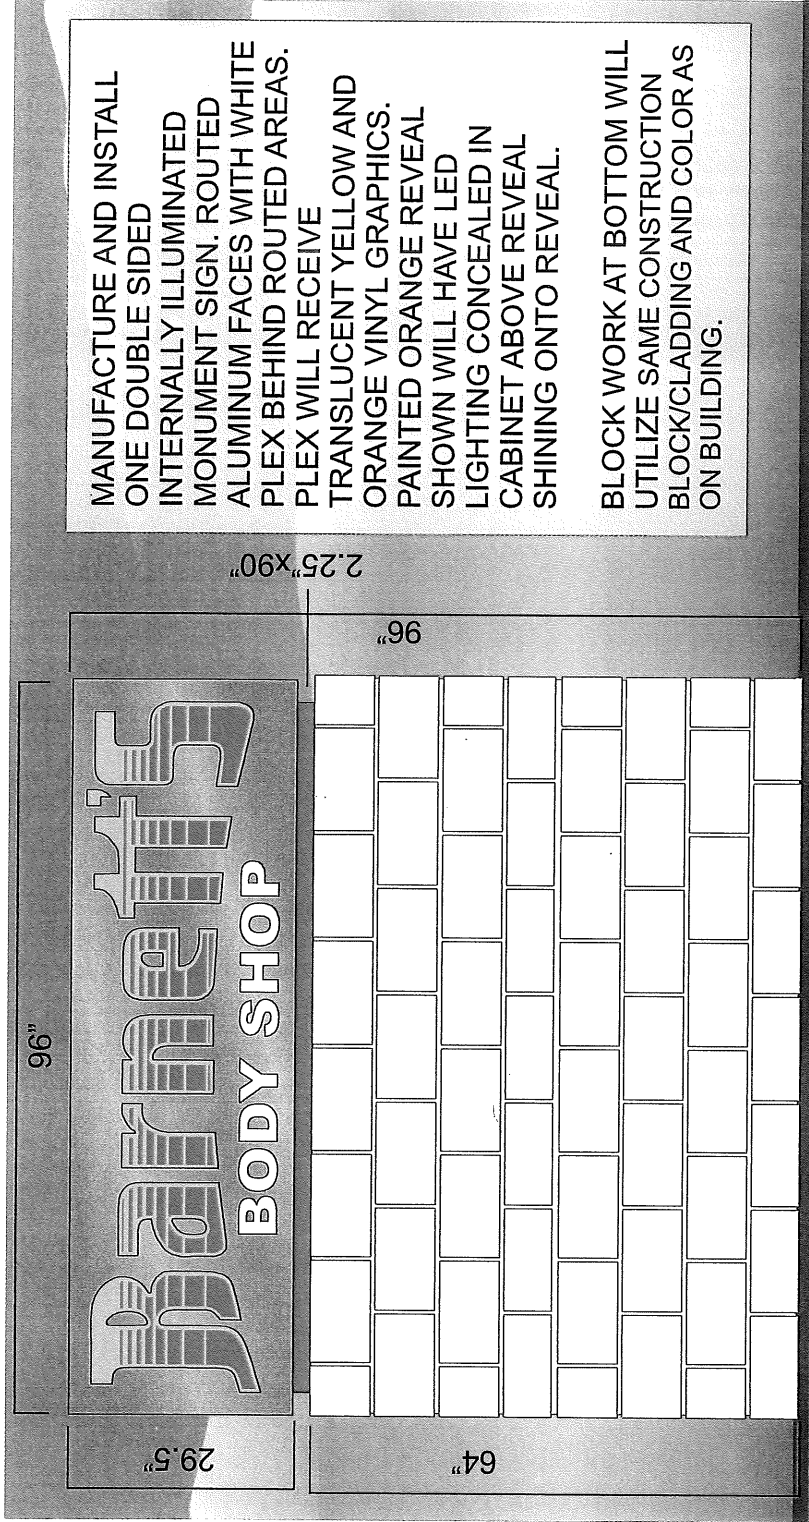 96"
Barnett's
BODY SHOP
29.5"
64"
96"
2.25"x90"
MANUFACTURE AND INSTALL
ONE DOUBLE SIDED
INTERNALLY ILLUMINATED
MONUMENT SIGN. ROUTED
ALUMINUM FACES WITH WHITE
PLEX BEHIND ROUTED AREAS.
PLEX WILL RECEIVE
TRANSLUCENT YELLOW AND
ORANGE VINYL GRAPHICS.
PAINTED ORANGE REVEAL
SHOWN WILL HAVE LED
LIGHTING CONCEALED IN
CABINET ABOVE REVEAL
SHINING ONTO REVEAL.
BLOCK WORK AT BOTTOM WILL
UTILIZE SAME CONSTRUCTION
BLOCK/CLADDING AND COLOR AS
ON BUILDING.